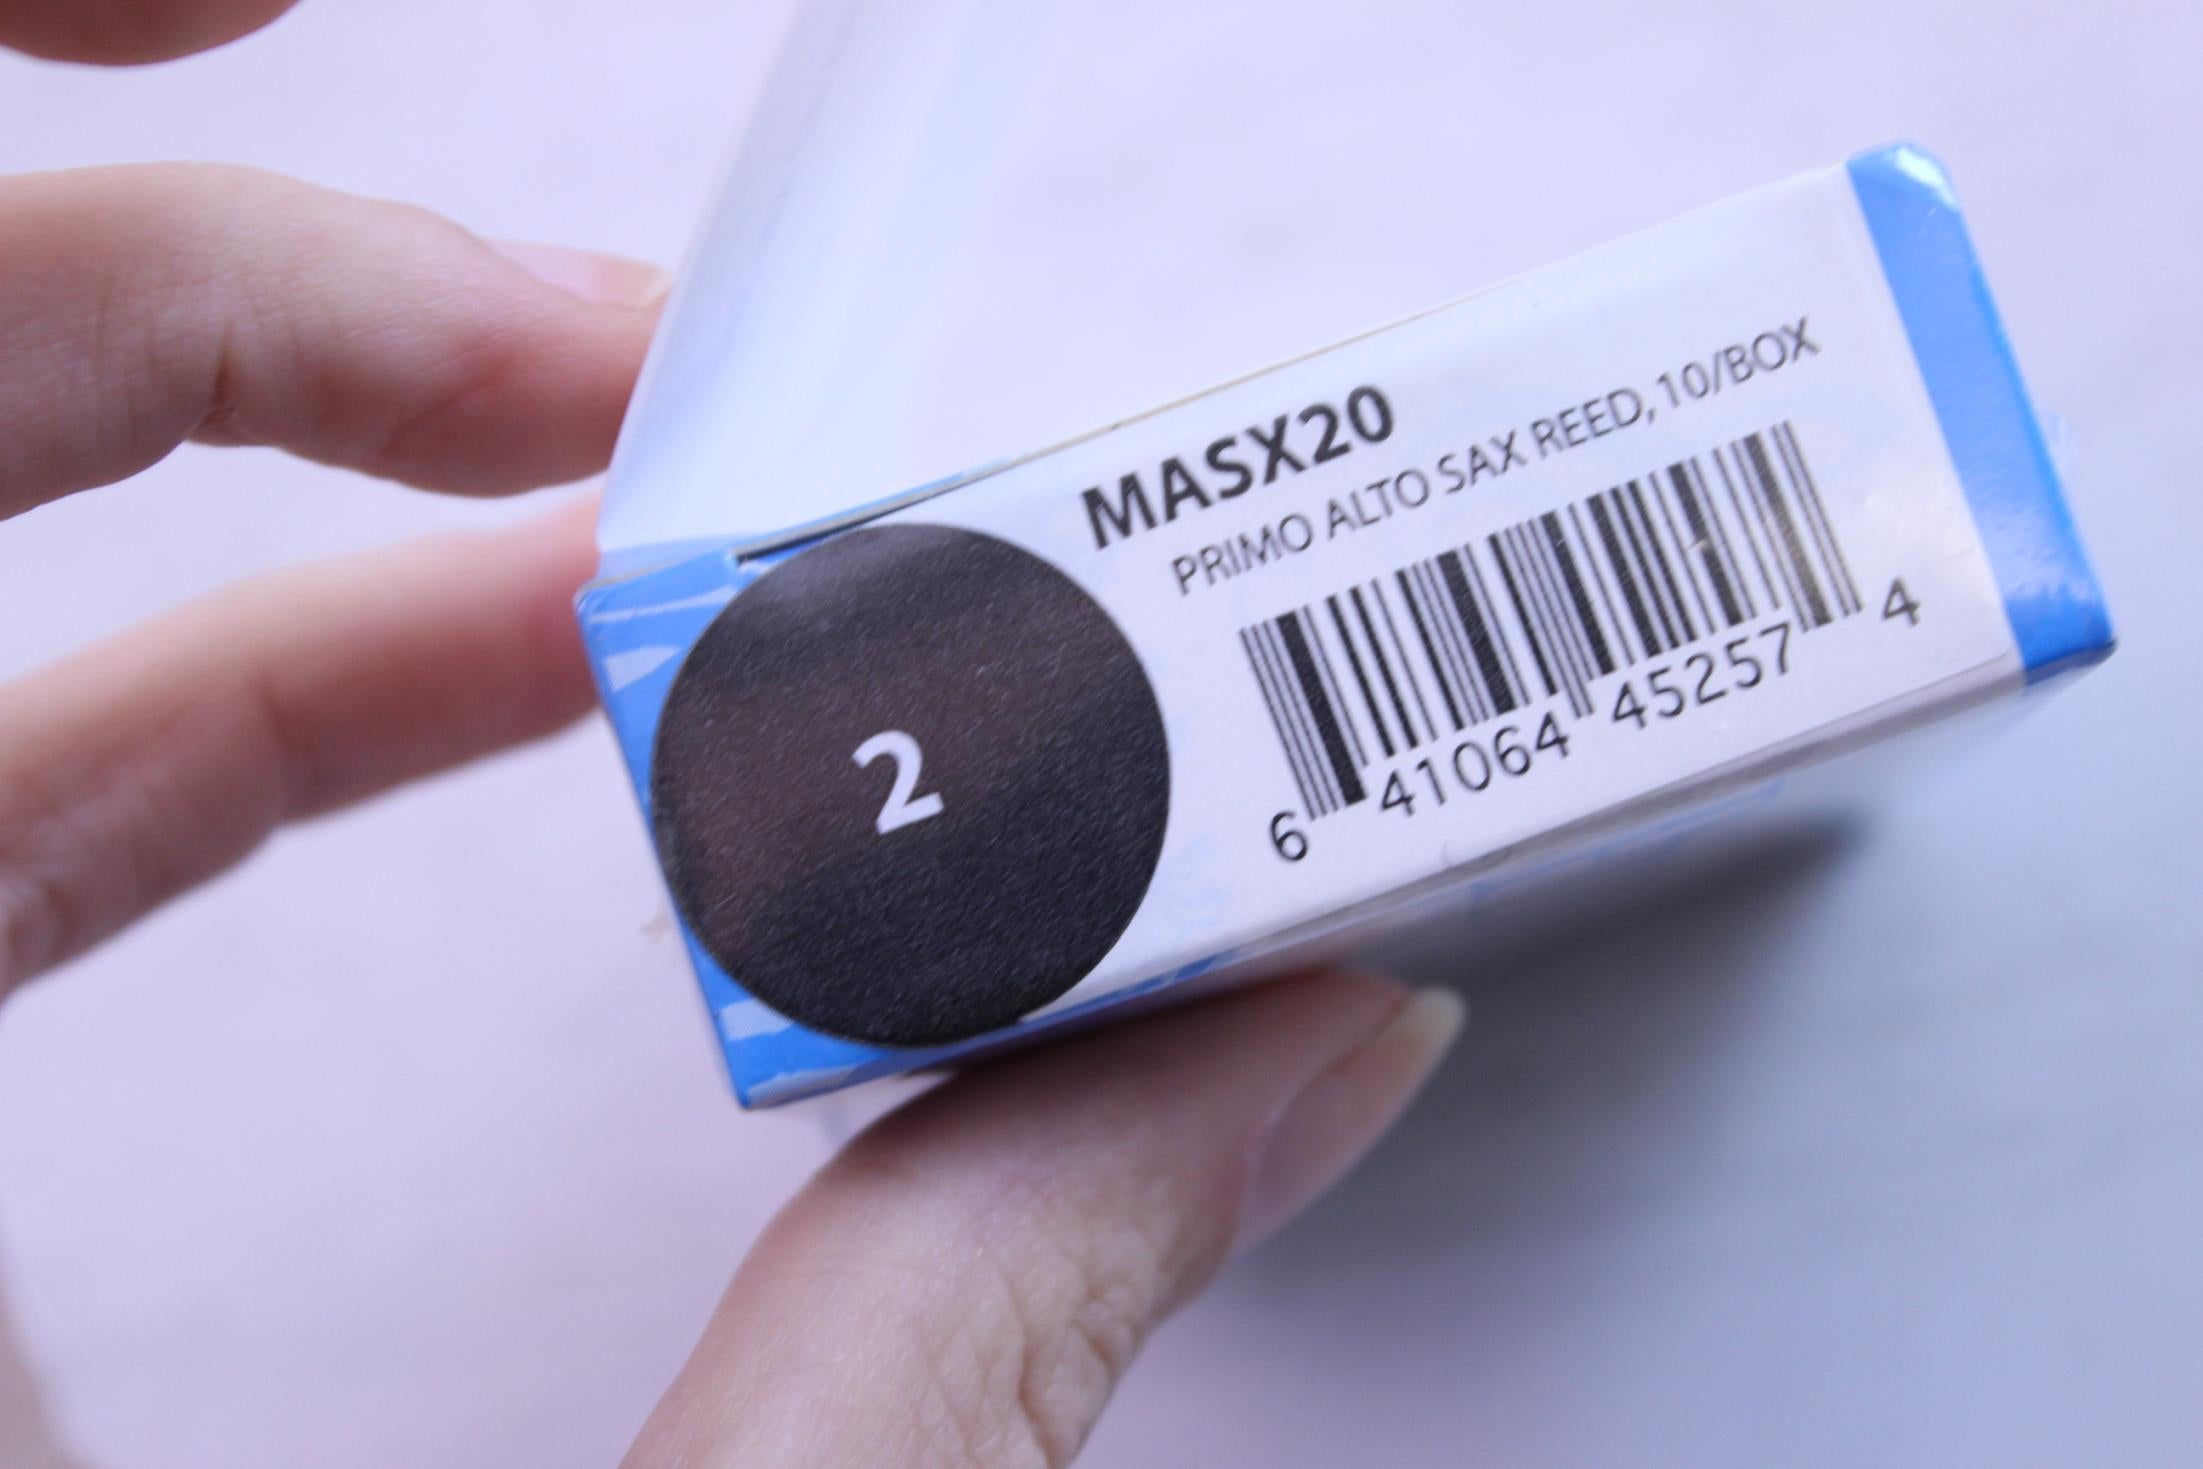 MASX20
PRIMO ALTO SAX REED, 10/BOX
2
6 41064 45257 4